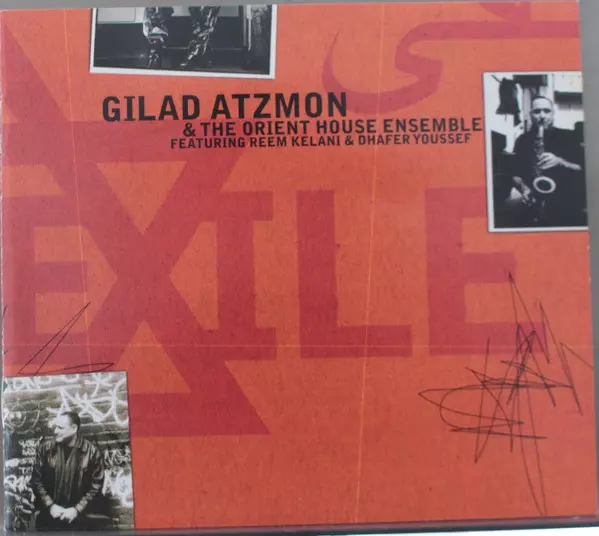 GILAD ATZMON
& THE ORIENT HOUSE ENSEMBLE
FEATURING REEM KELANI & DHAFER YOUSSEF
EXILE